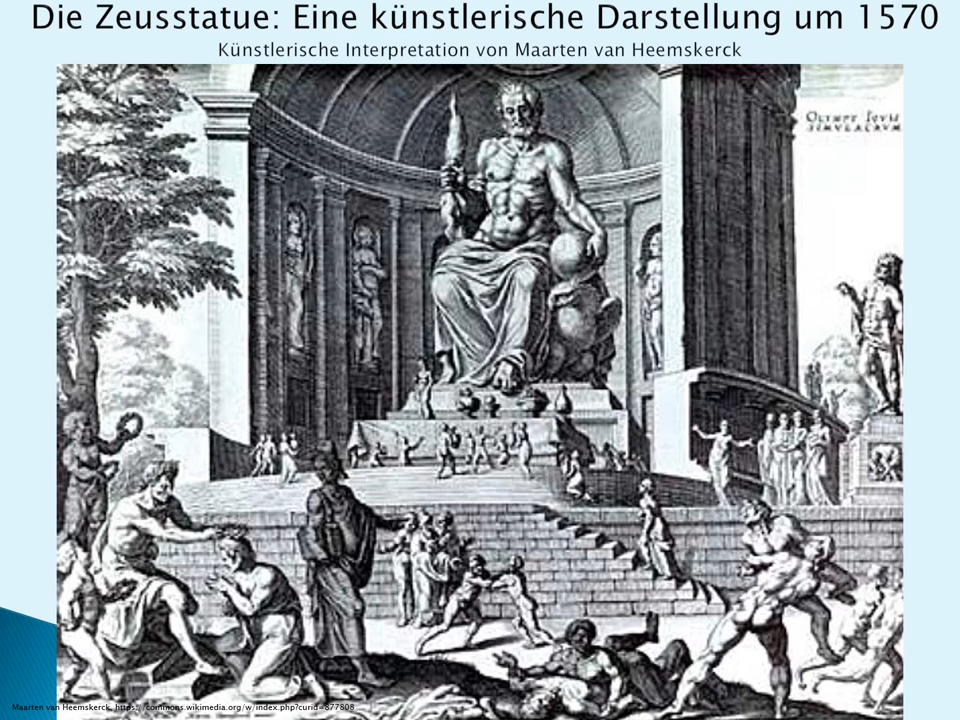 Die Zeusstatue: Eine künstlerische Darstellung um 1570
Künstlerische Interpretation von Maarten van Heemskerck
OLYMPY IOVIS
SIMVLACRVM
Maarten van Heemskerck, https://commons.wikimedia.org/w/index.php?curid=877808